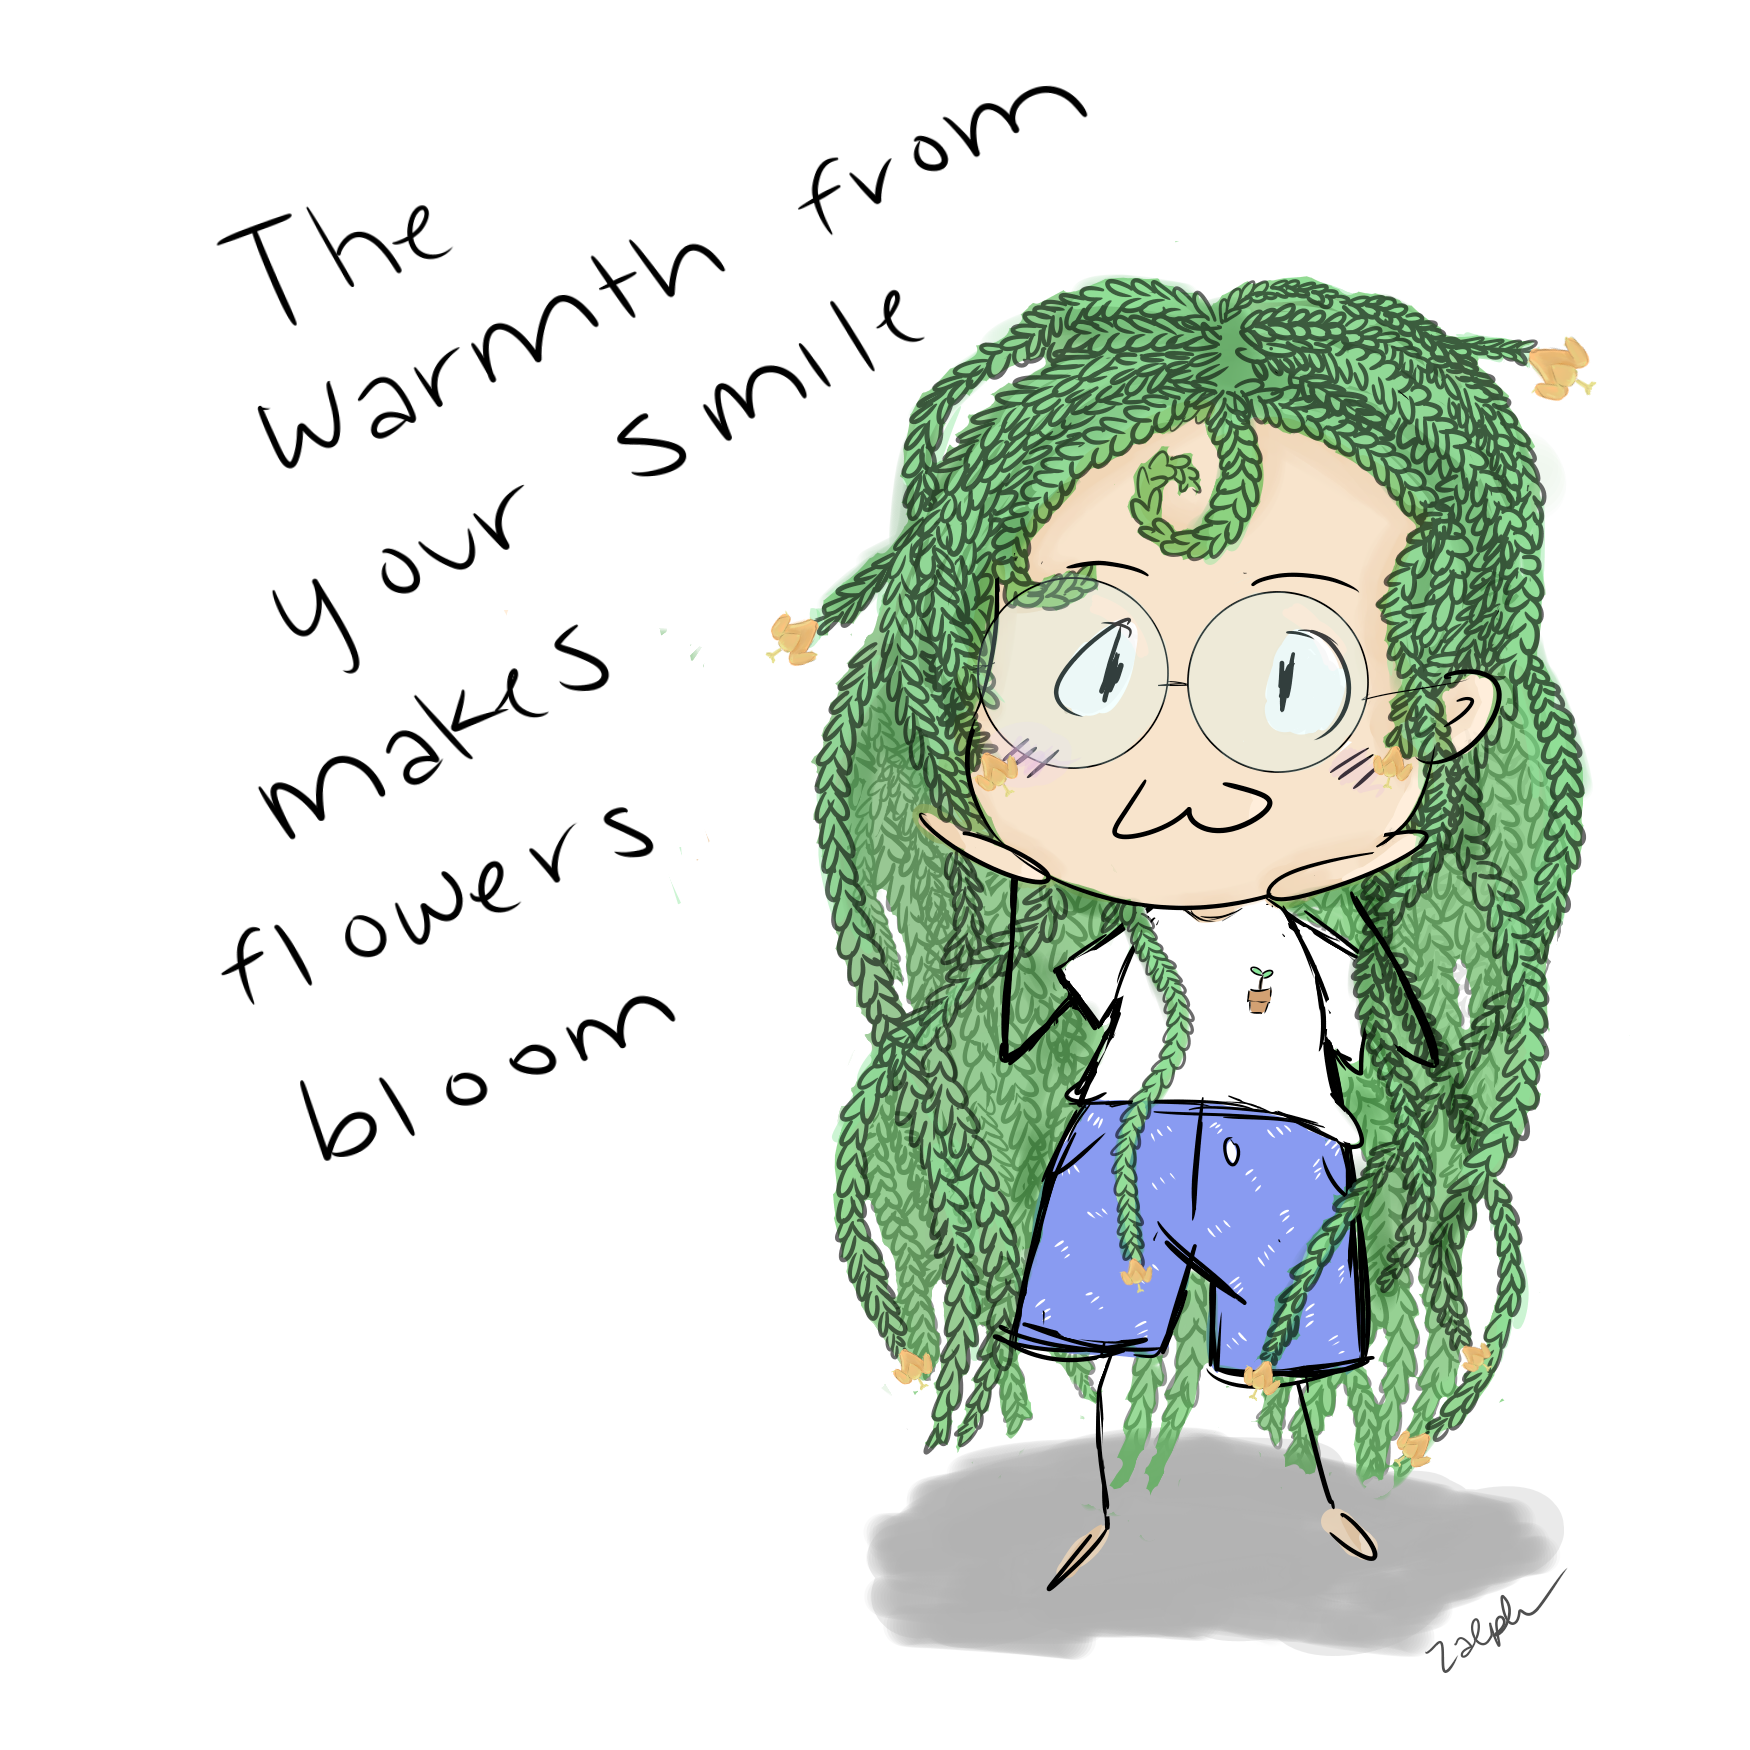 The
warmth from
your smile
makes
flowers
bloom